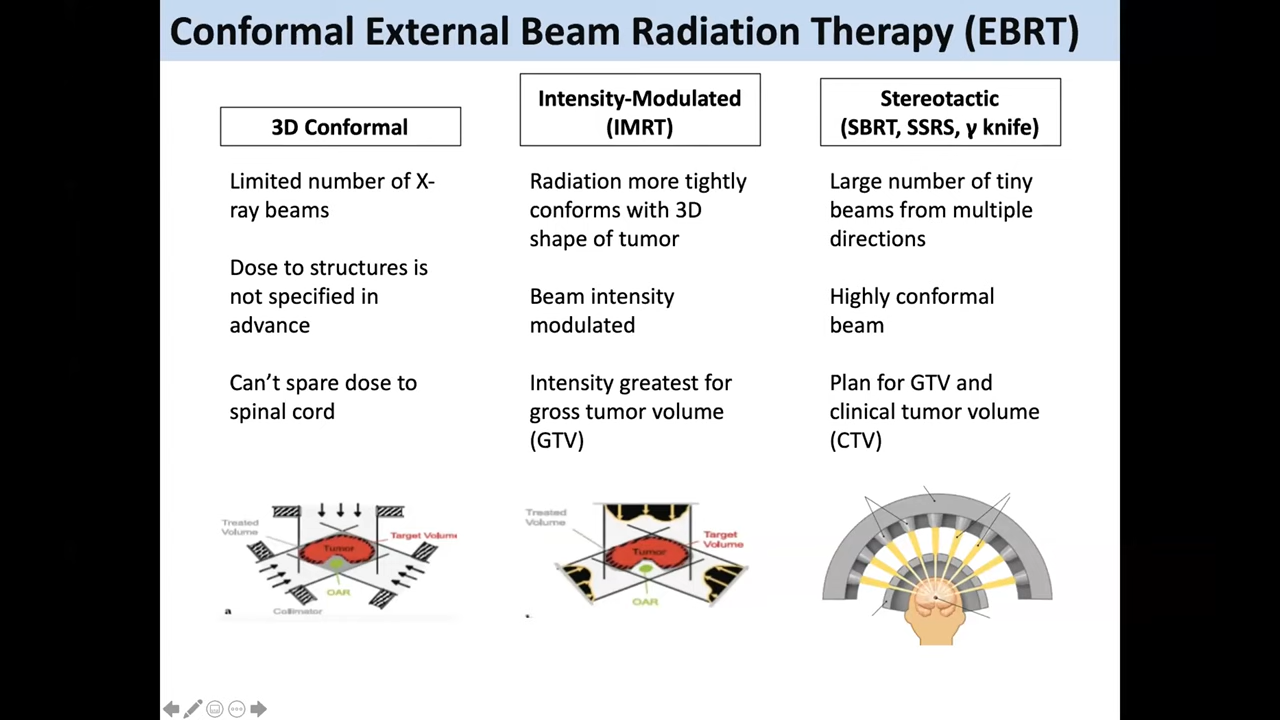 Conformal External Beam Radiation Therapy (EBRT)
3D Conformal
Limited number of X-
ray beams
Dose to structures is
not specified in
advance
Can’t spare dose to
spinal cord
Treated
Volume
Target Volume
Tumor
OAR
a
Collimator
Intensity-Modulated
(IMRT)
Radiation more tightly
conforms with 3D
shape of tumor
Beam intensity
modulated
Intensity greatest for
gross tumor volume
(GTV)
Treated
Volume
Target
Volume
Tumor
OAR
Stereotactic
(SBRT, SSRS, γ knife)
Large number of tiny
beams from multiple
directions
Highly conformal
beam
Plan for GTV and
clinical tumor volume
(CTV)